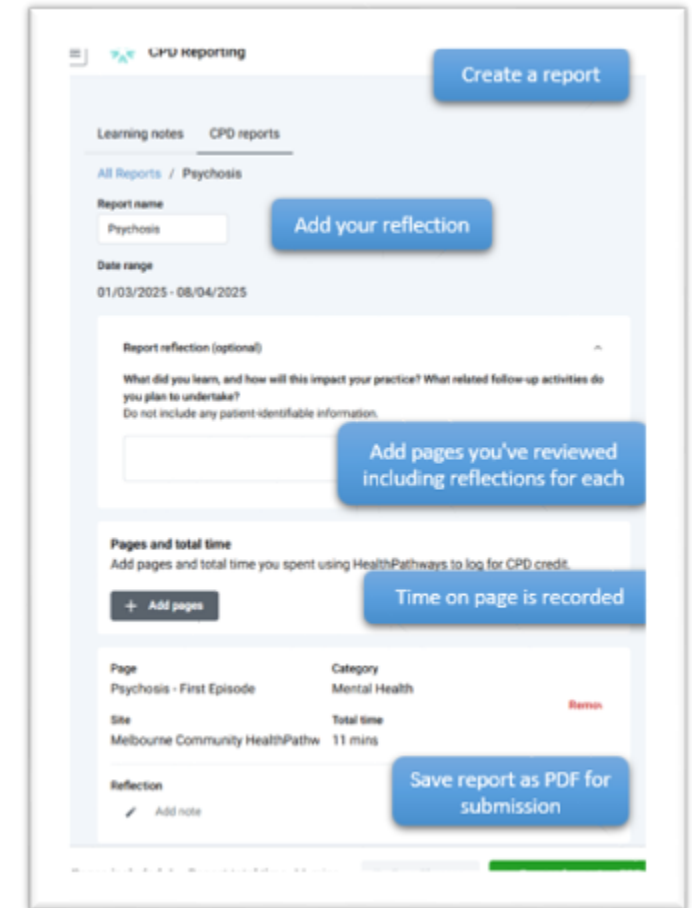 CPD Reporting
Create a report
Learning notes CPD reports
All Reports / Psychosis
Report name
Psychosis
Add your reflection
Date range
01/03/2025 - 08/04/2025
Report reflection (optional)
What did you learn, and how will this impact your practice? What related follow-up activities do
you plan to undertake?
Do not include any patient-identifiable information.
Add pages you've reviewed
including reflections for each
Pages and total time
Add pages and total time you spent using HealthPathways to log for CPD credit.
+ Add pages
Time on page is recorded
Page Category
Psychosis - First Episode Mental Health
Remov
Site Total time
Melbourne Community HealthPathw 11 mins
Save report as PDF for
submission
Reflection
Add note